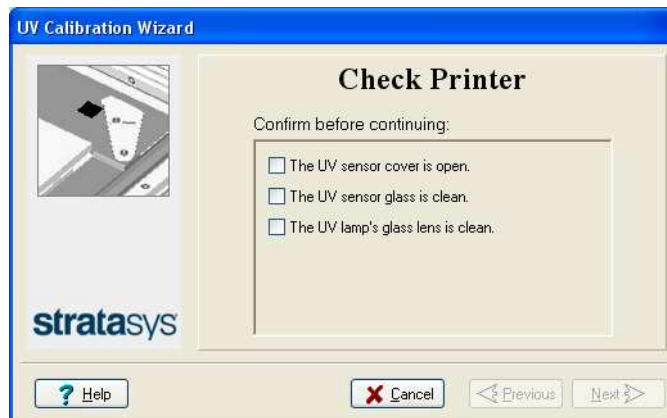 UV Calibration Wizard
Check Printer
Confirm before continuing:
The UV sensor cover is open.
The UV sensor glass is clean.
The UV lamp's glass lens is clean.
stratasys
? Help
Cancel
Previous
Next